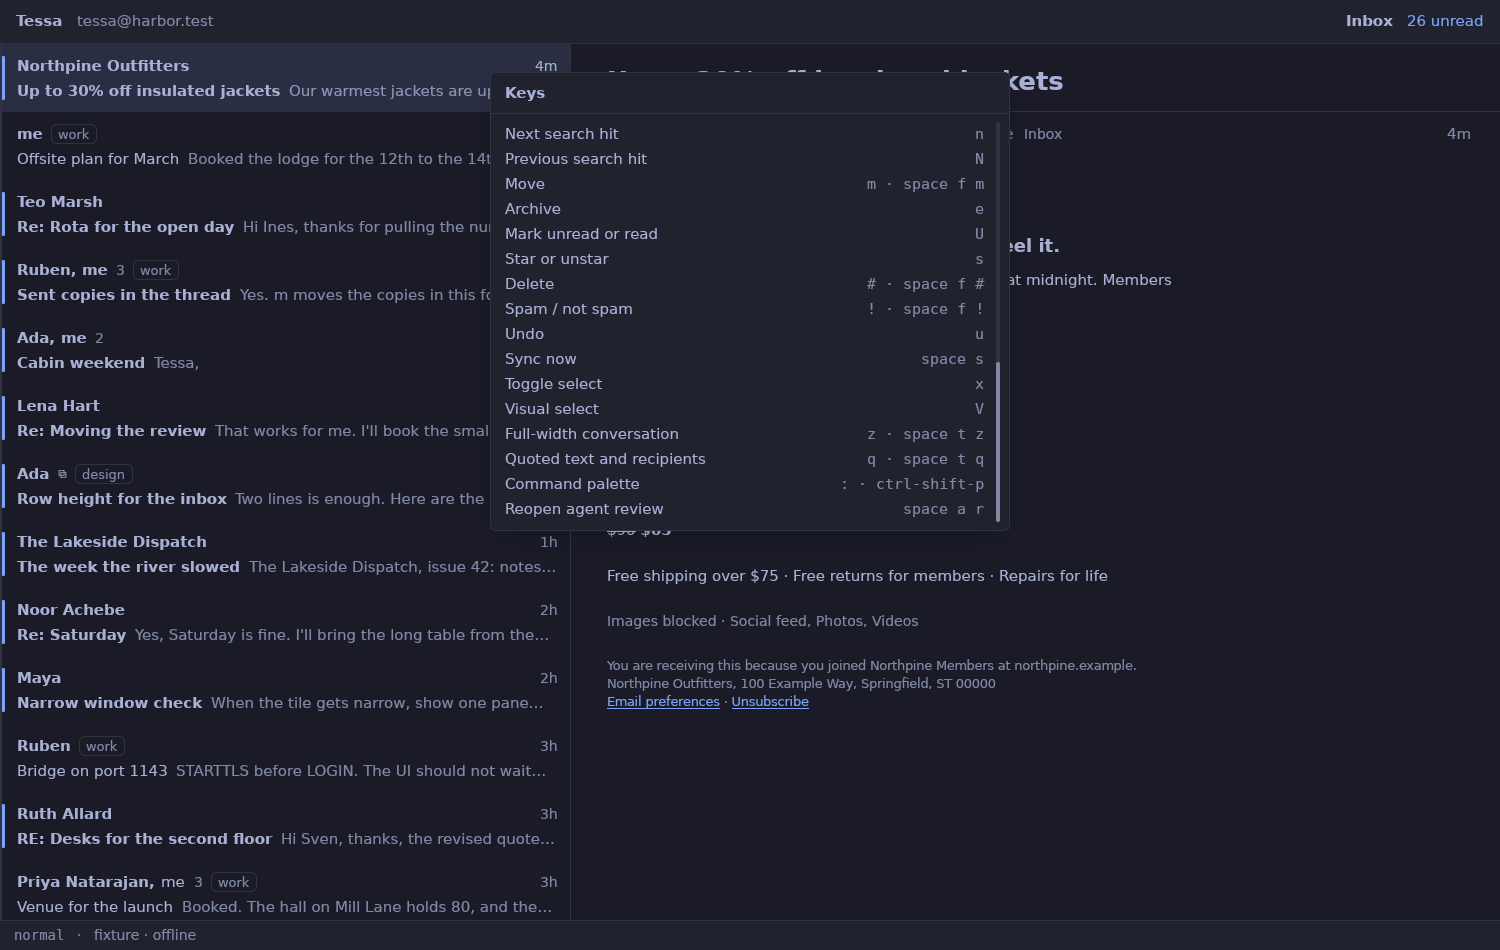 Tessa tessa@harbor.test
Inbox 26 unread
Northpine Outfitters 4m
Up to 30% off insulated jackets Our warmest jackets are
me work
Offsite plan for March Booked the lodge for the 12th to the
Teo Marsh
Re: Rota for the open day Hi Ines, thanks for pulling the
Ruben, me 3 work
Sent copies in the thread Yes. m moves the copies in this
Ada, me 2
Cabin weekend Tessa,
Lena Hart
Re: Moving the review That works for me. I'll book the
Ada design
Row height for the inbox Two lines is enough. Here are the
The Lakeside Dispatch 1h
The week the river slowed The Lakeside Dispatch, issue 42: notes…
Noor Achebe 2h
Re: Saturday Yes, Saturday is fine. I'll bring the long table from the…
Maya 2h
Narrow window check When the tile gets narrow, show one pane…
Ruben work 3h
Bridge on port 1143 STARTTLS before LOGIN. The UI should not wait…
Ruth Allard 3h
RE: Desks for the second floor Hi Sven, thanks, the revised quote…
Priya Natarajan, me 3 work 3h
Venue for the launch Booked. The hall on Mill Lane holds 80, and the…
Keys
Next search hit n
Previous search hit N
Move m · space f m
Archive e
Mark unread or read U
Star or unstar s
Delete # · space f #
Spam / not spam ! · space f !
Undo u
Sync now space s
Toggle select x
Visual select V
Full-width conversation z · space t z
Quoted text and recipients q · space t q
Command palette : · ctrl-shift-p
Reopen agent review space a r
Inbox 4m
it.
at midnight. Members
Free shipping over $75 · Free returns for members · Repairs for life
Images blocked · Social feed, Photos, Videos
You are receiving this because you joined Northpine Members at northpine.example.
Northpine Outfitters, 100 Example Way, Springfield, ST 00000
Email preferences · Unsubscribe
normal · fixture · offline